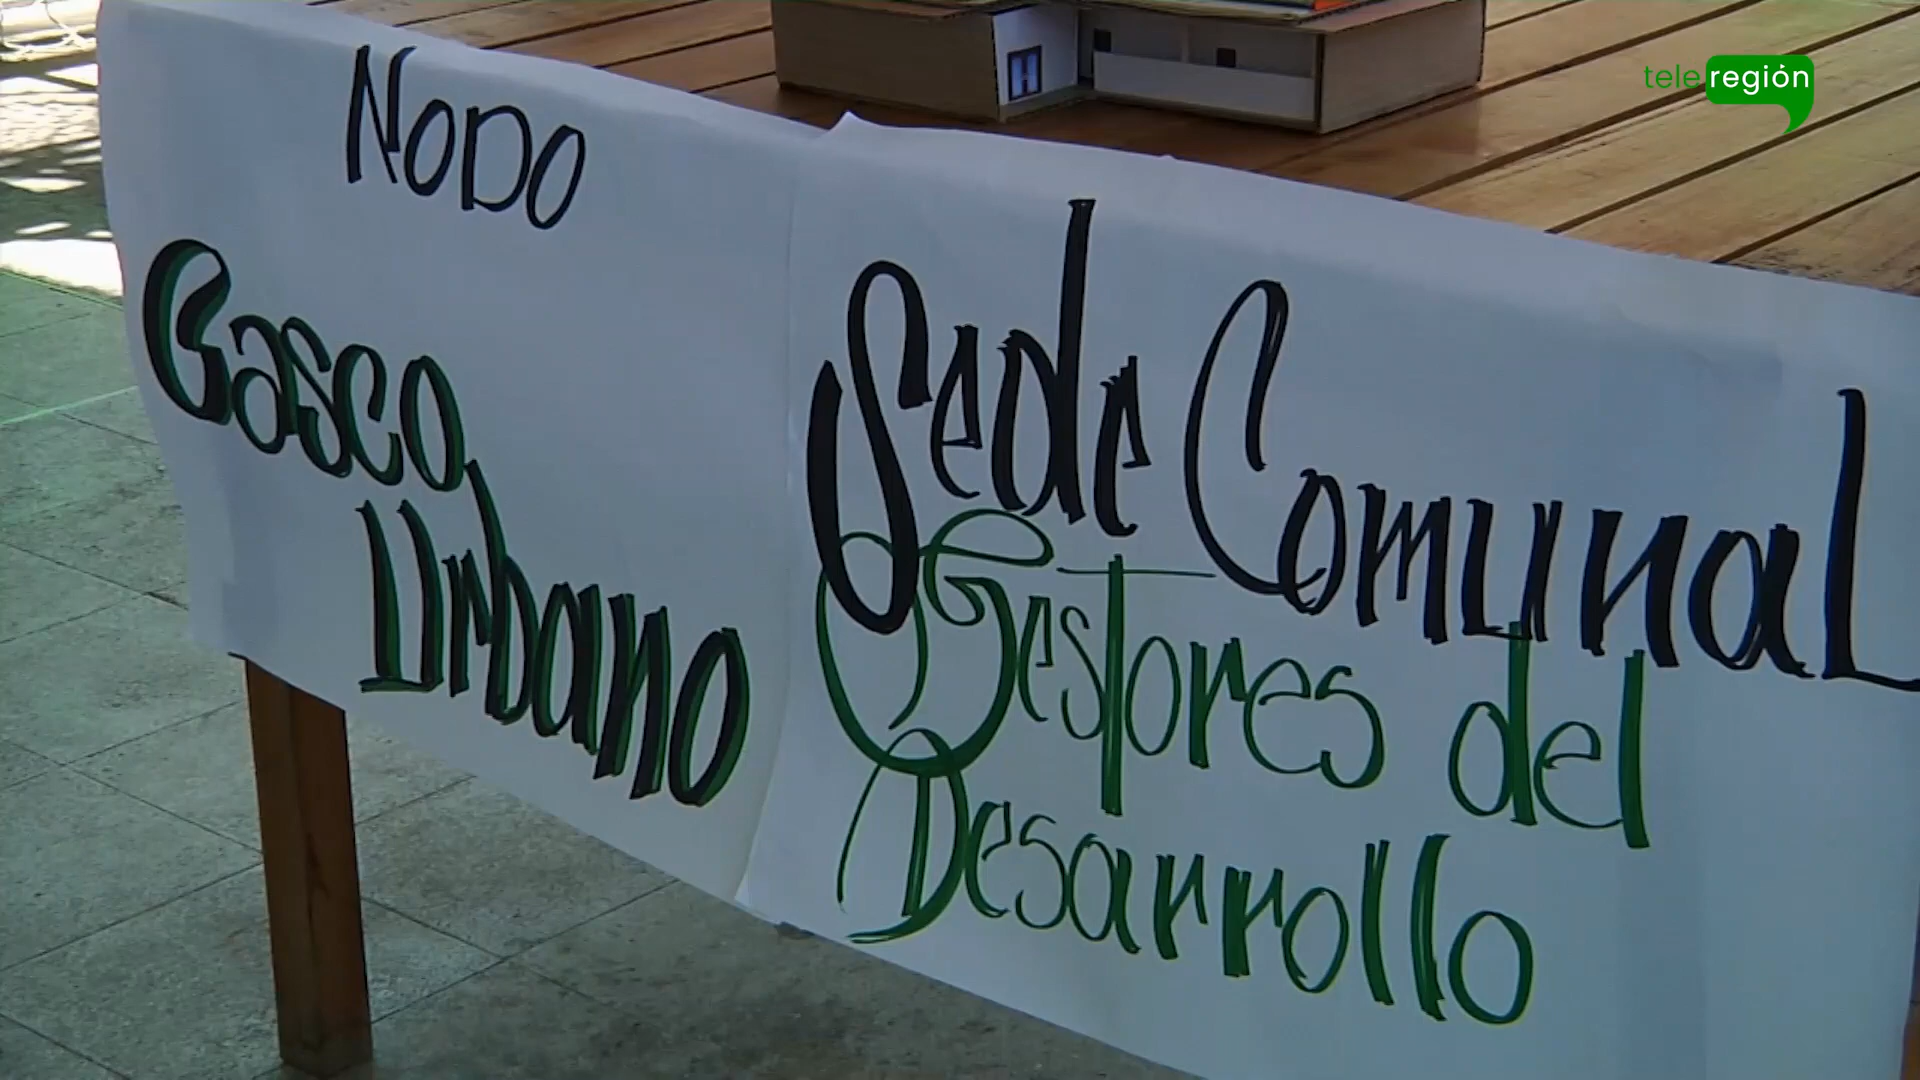 teleregión
NODO
Casco
Urbano
Sede Comunal
Gestores del
Desarrollo